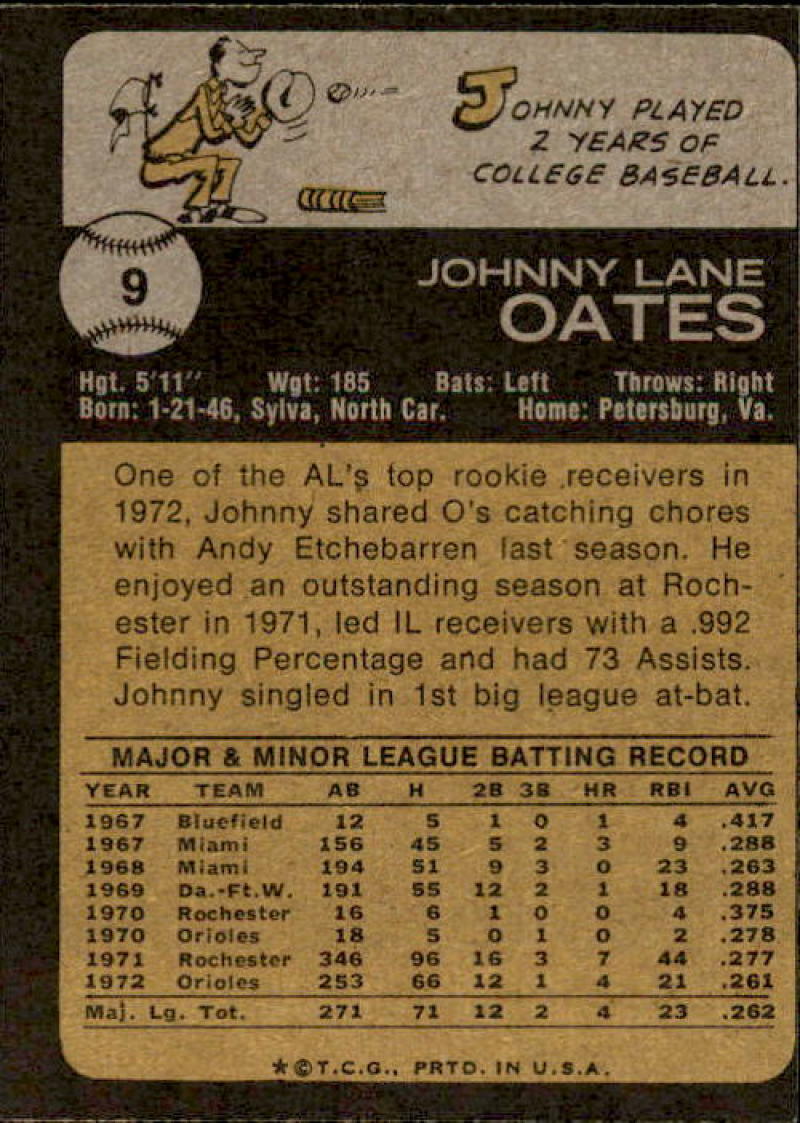 JOHNNY PLAYED
2 YEARS OF
COLLEGE BASEBALL.
9
JOHNNY LANE
OATES
Hgt. 5'11" Wgt: 185 Bats: Left Throws: Right
Born: 1-21-46, Sylva, North Car. Home: Petersburg, Va.
One of the AL's top rookie receivers in
1972, Johnny shared O's catching chores
with Andy Etchebarren last season. He
enjoyed an outstanding season at Roch-
ester in 1971, led IL receivers with a .992
Fielding Percentage and had 73 Assists.
Johnny singled in 1st big league at-bat.
MAJOR & MINOR LEAGUE BATTING RECORD
YEAR TEAM AB H 2B 3B HR RBI AVG
1967 Bluefield 12 5 1 0 1 4 .417
1967 Miami 156 45 5 2 3 9 .288
1968 Miami 194 51 9 3 0 23 .263
1969 Da.-Ft.W. 191 55 12 2 1 18 .288
1970 Rochester 16 6 1 0 0 4 .375
1970 Orioles 18 5 0 1 0 2 .278
1971 Rochester 346 96 16 3 7 44 .277
1972 Orioles 253 66 12 1 4 21 .261
Maj. Lg. Tot. 271 71 12 2 4 23 .262
★©T.C.G., PRTD. IN U.S.A.